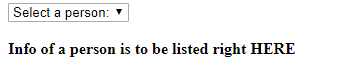 Select a person:
Info of a person is to be listed right HERE